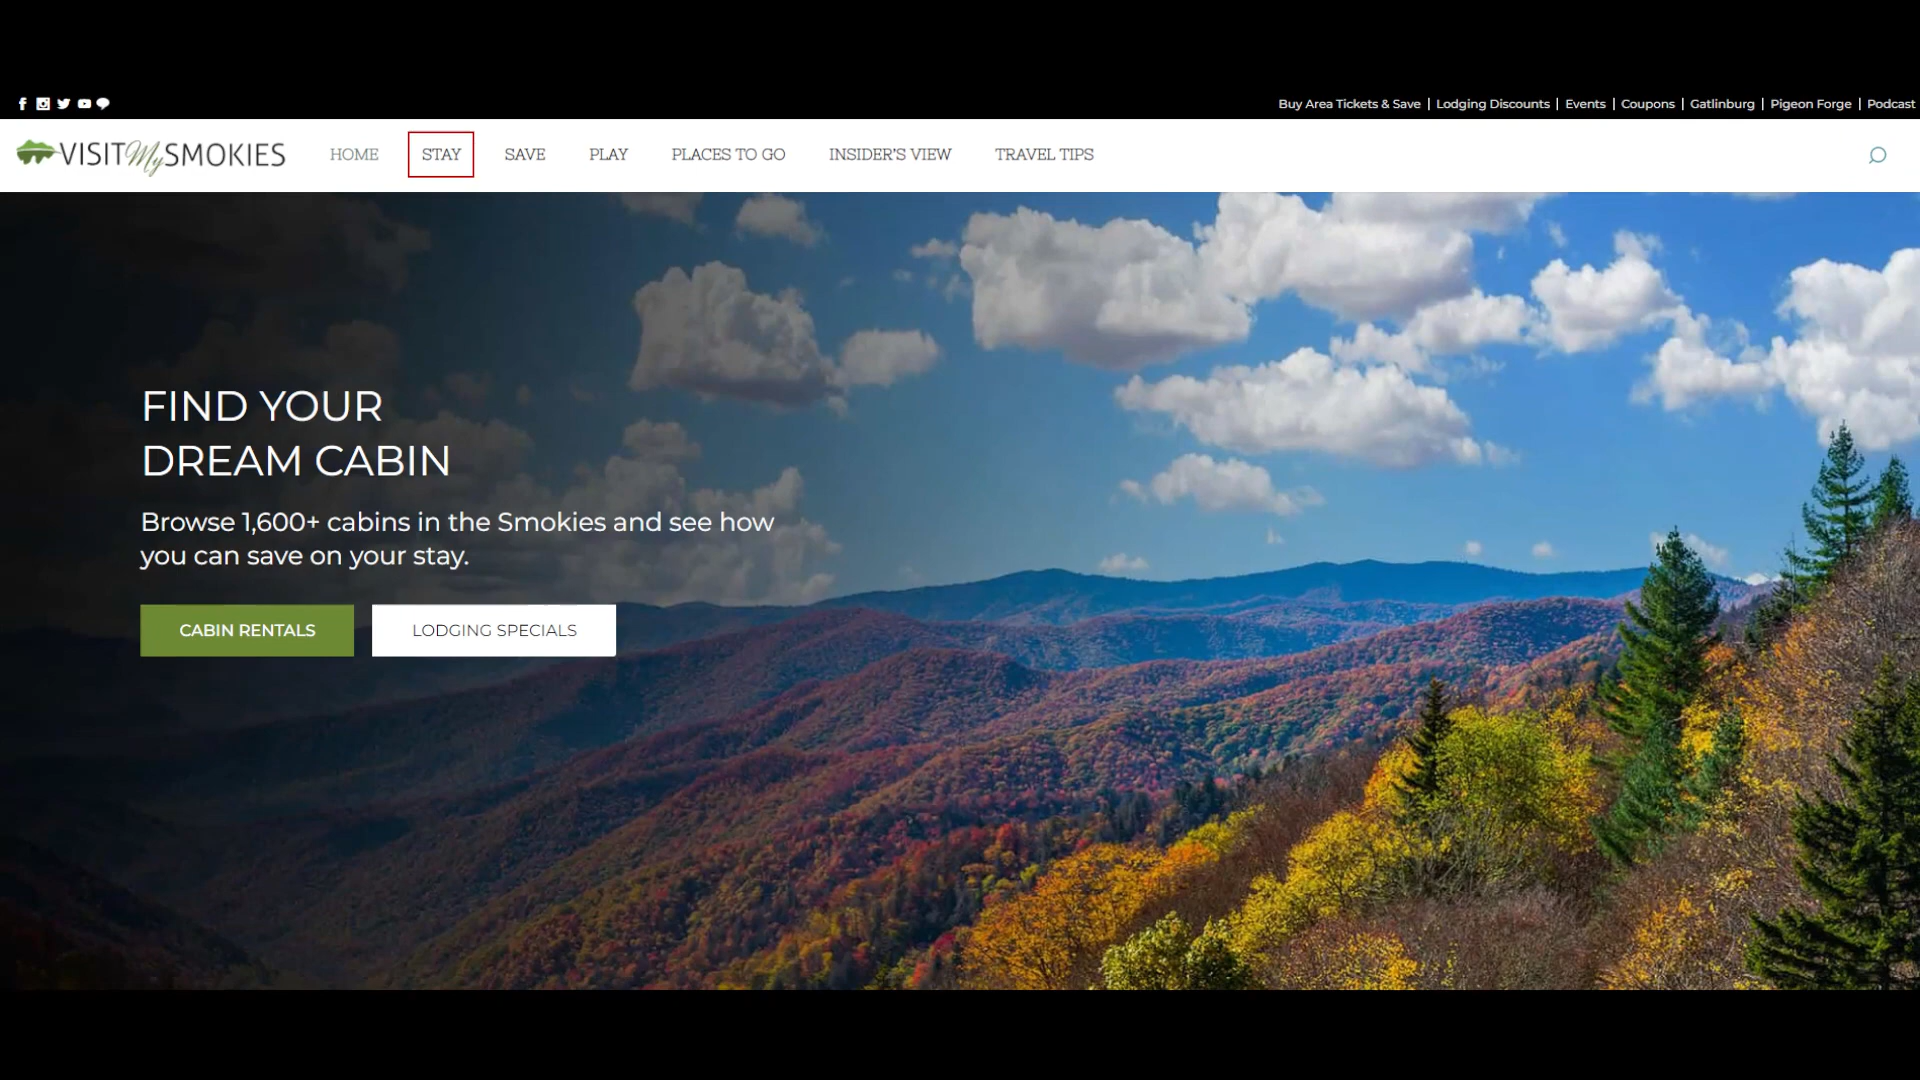 Buy Area Tickets & Save | Lodging Discounts | Events | Coupons | Gatlinburg | Pigeon Forge | Podcast
VISIT My SMOKIES HOME STAY SAVE PLAY PLACES TO GO INSIDER'S VIEW TRAVEL TIPS
FIND YOUR
DREAM CABIN
Browse 1,600+ cabins in the Smokies and see how
you can save on your stay.
CABIN RENTALS LODGING SPECIALS